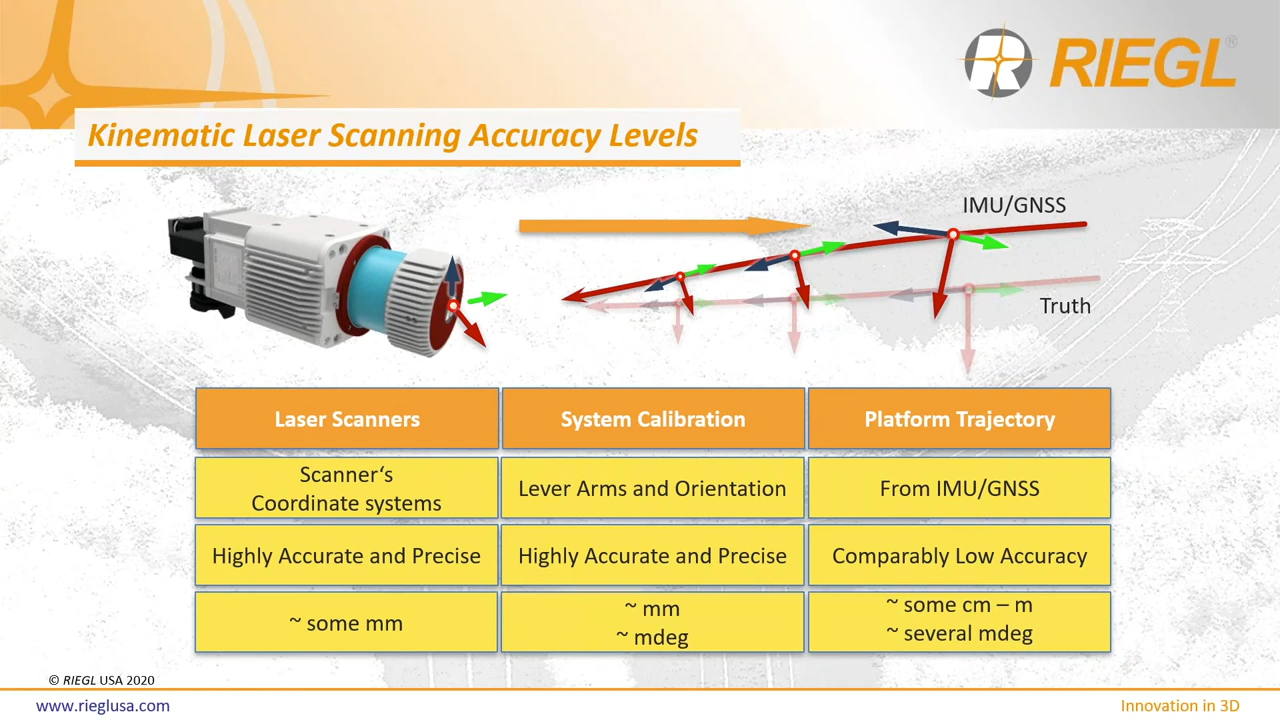 RIEGL®
Kinematic Laser Scanning Accuracy Levels
IMU/GNSS
Truth
Laser Scanners
System Calibration
Platform Trajectory
Scanner‘s
Coordinate systems
Lever Arms and Orientation
From IMU/GNSS
Highly Accurate and Precise
Highly Accurate and Precise
Comparably Low Accuracy
~ some mm
~ mm
~ mdeg
~ some cm – m
~ several mdeg
© RIEGL USA 2020
www.rieglusa.com
Innovation in 3D